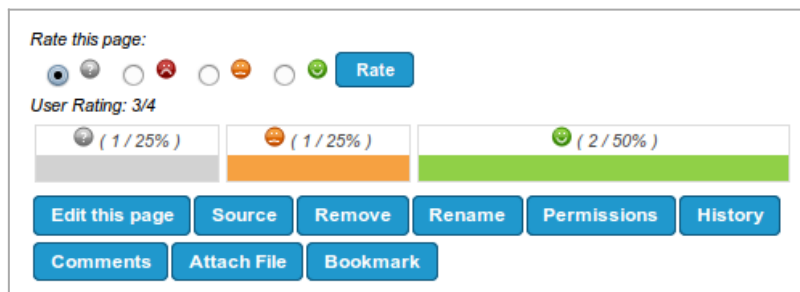 Rate this page:
Rate
User Rating: 3/4
( 1 / 25% ) ( 1 / 25% ) ( 2 / 50% )
Edit this page Source Remove Rename Permissions History
Comments Attach File Bookmark